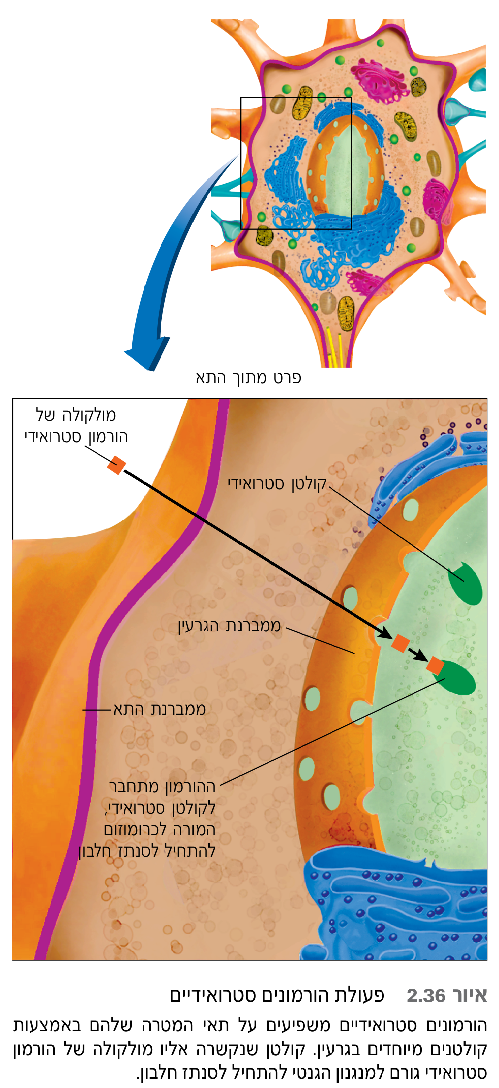 פרט מתוך התא
מולקולה של
הורמון סטרואידי
קולטן סטרואידי
ממברנת הגרעין
ממברנת התא
ההורמון מתחבר
לקולטן סטרואידי,
המורה לכרומוזום
להתחיל לסנתז חלבון
איור 2.36 פעולת הורמונים סטרואידיים
הורמונים סטרואידיים משפיעים על תאי המטרה שלהם באמצעות
קולטנים מיוחדים בגרעין. קולטן שנקשרה אליו מולקולה של הורמון
סטרואידי גורם למנגנון הגנטי להתחיל לסנתז חלבון.